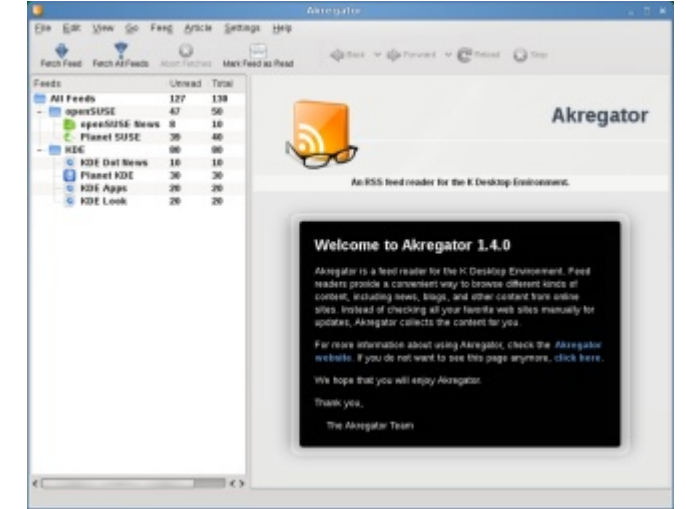 Akregator
File Edit View Go Feed Article Settings Help
Fetch Feed Fetch All Feeds Abort Fetches Mark Feed as Read Back Forward Reload Stop
Feeds Unread Total
All Feeds 127 130
openSUSE 47 50
openSUSE News 8 10
Planet SUSE 39 40
KDE 80 80
KDE Dot News 10 10
Planet KDE 30 30
KDE Apps 20 20
KDE Look 20 20
Akregator
An RSS feed reader for the K Desktop Environment.
Welcome to Akregator 1.4.0
Akregator is a feed reader for the K Desktop Environment. Feed
readers provide a convenient way to browse different kinds of
content, including news, blogs, and other content from online
sites. Instead of checking all your favorite web sites manually for
updates, Akregator collects the content for you.
For more information about using Akregator, check the Akregator
website. If you do not want to see this page anymore, click here.
We hope that you will enjoy Akregator.
Thank you,
The Akregator Team